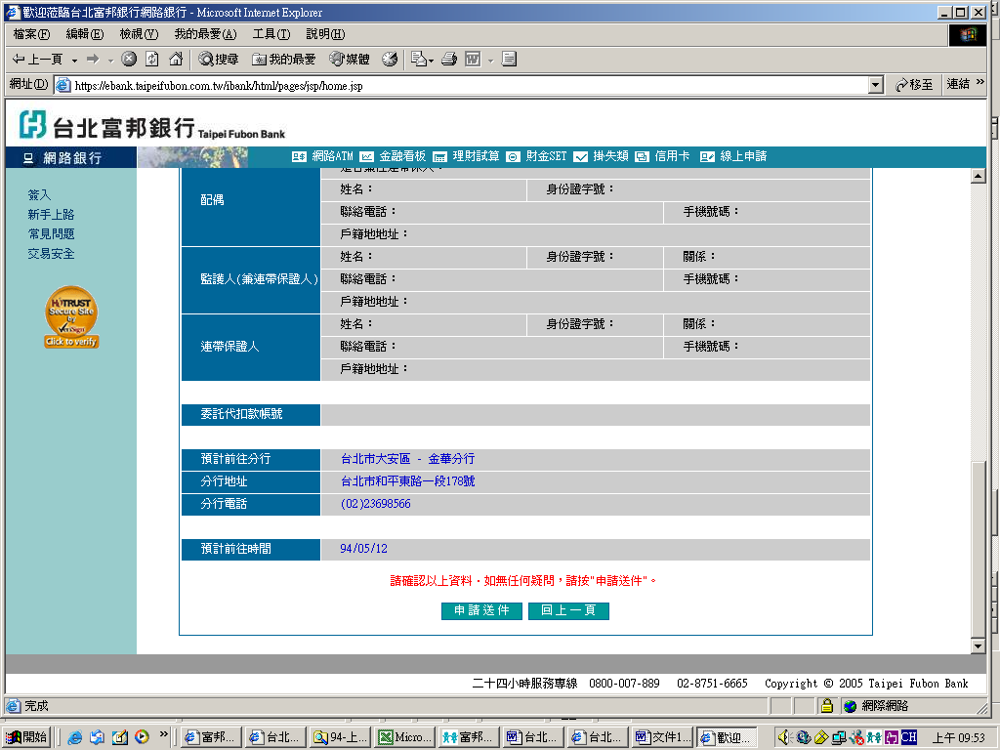 歡迎蒞臨台北富邦銀行網路銀行 - Microsoft Internet Explorer
檔案(F) 編輯(E) 檢視(V) 我的最愛(A) 工具(T) 說明(H)
上一頁 搜尋 我的最愛 媒體
網址(D) https://ebank.taipeifubon.com.tw/ibank/html/pages/jsp/home.jsp 移至 連結 »
台北富邦銀行 Taipei Fubon Bank
網路銀行 網路ATM 金融看板 理財試算 財金SET 掛失類 信用卡 線上申請
簽入
新手上路
常見問題
交易安全
HiTRUST
Secure Site
by
VeriSign
Click to verify
是否兼任連帶保人：
配偶
姓名： 身份證字號：
聯絡電話： 手機號碼：
戶籍地地址：
監護人(兼連帶保證人)
姓名： 身份證字號： 關係：
聯絡電話： 手機號碼：
戶籍地地址：
連帶保證人
姓名： 身份證字號： 關係：
聯絡電話： 手機號碼：
戶籍地地址：
委託代扣款帳號
預計前往分行 台北市大安區 - 金華分行
分行地址 台北市和平東路一段178號
分行電話 (02)23698566
預計前往時間 94/05/12
請確認以上資料，如無任何疑問，請按"申請送件"。
申請送件 回上一頁
二十四小時服務專線 0800-007-889 02-8751-6665 Copyright © 2005 Taipei Fubon Bank
完成 網際網路
開始 » 富邦... 台北... 94-上... Micro... 富邦... 台北... 台北... 文件1... 歡迎... CH 上午 09:53